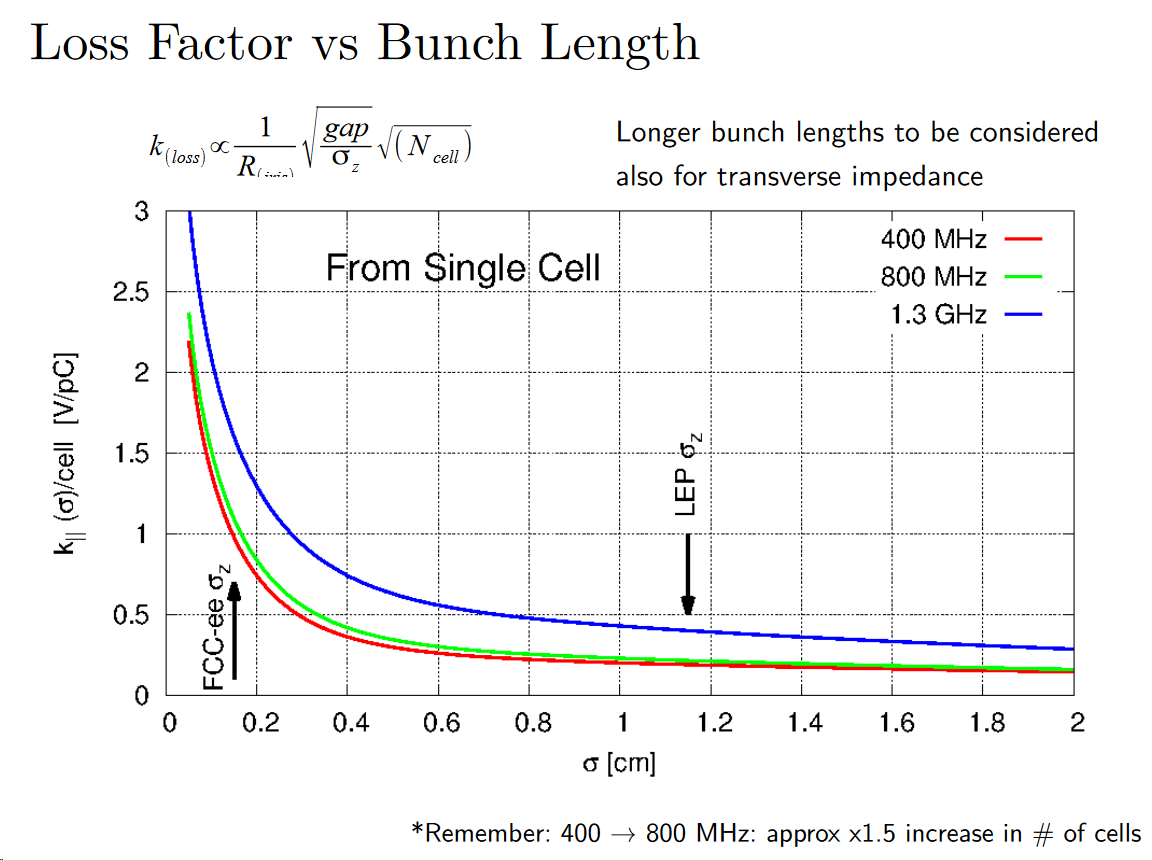 Loss Factor vs Bunch Length
k(loss) ∝ 1/R(iris) √(gap/σz) √(Ncell)
Longer bunch lengths to be considered
also for transverse impedance
From Single Cell
400 MHz
800 MHz
1.3 GHz
3
2.5
2
1.5
1
0.5
0
k|| (σ)/cell [V/pC]
FCC-ee σz
LEP σz
0 0.2 0.4 0.6 0.8 1 1.2 1.4 1.6 1.8 2
σ [cm]
*Remember: 400 → 800 MHz: approx x1.5 increase in # of cells